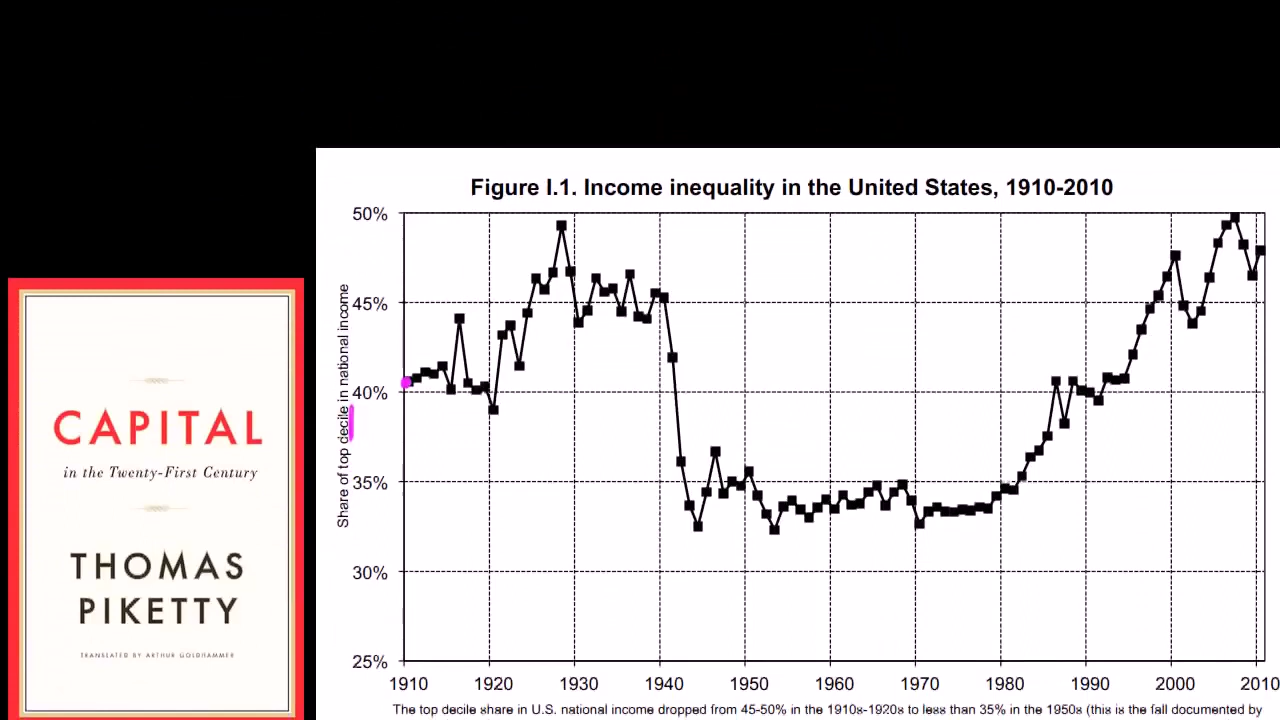 Figure I.1. Income inequality in the United States, 1910-2010
Share of top decile in national income
50%
45%
40%
35%
30%
25%
1910 1920 1930 1940 1950 1960 1970 1980 1990 2000 2010
The top decile share in U.S. national income dropped from 45-50% in the 1910s-1920s to less than 35% in the 1950s (this is the fall documented by
CAPITAL
in the Twenty-First Century
THOMAS
PIKETTY
TRANSLATED BY ARTHUR GOLDHAMMER